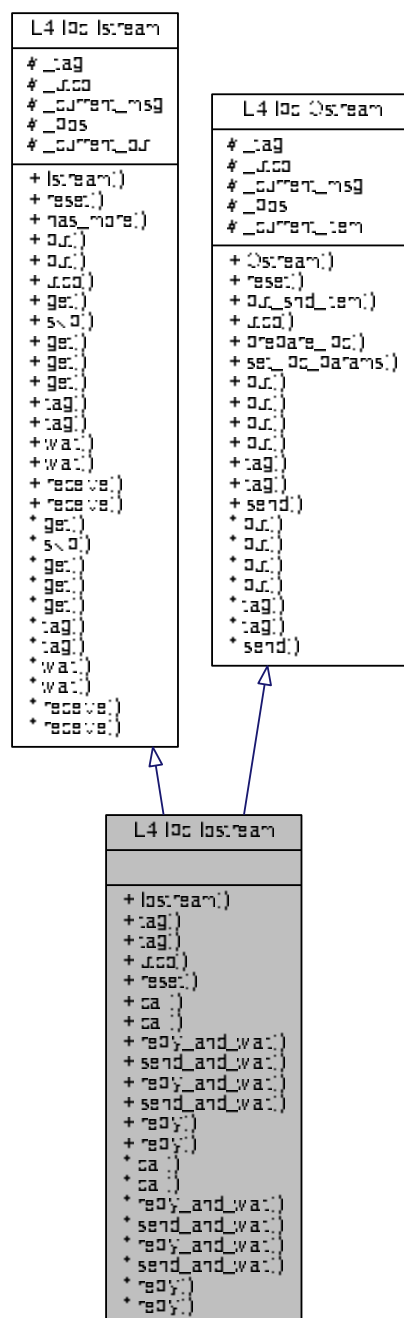 L4::Ipc::Istream
# _tag
# _utcb
# _current_msg
# _pos
# _current_buf
+ Istream()
+ reset()
+ has_more()
+ put()
+ put()
+ utcb()
+ get()
+ skip()
+ get()
+ get()
+ get()
+ tag()
+ tag()
+ wait()
+ wait()
+ receive()
+ receive()
* get()
* skip()
* get()
* get()
* get()
* tag()
* tag()
* wait()
* wait()
* receive()
* receive()
L4::Ipc::Ostream
# _tag
# _utcb
# _current_msg
# _pos
# _current_item
+ Ostream()
+ reset()
+ put_snd_item()
+ utcb()
+ prepare_ipc()
+ set_ipc_params()
+ put()
+ put()
+ put()
+ put()
+ tag()
+ tag()
+ send()
* put()
* put()
* put()
* put()
* tag()
* tag()
* send()
L4::Ipc::Iostream
+ Iostream()
+ tag()
+ tag()
+ utcb()
+ reset()
+ call()
+ call()
+ reply_and_wait()
+ send_and_wait()
+ reply_and_wait()
+ send_and_wait()
+ reply()
+ reply()
* call()
* call()
* reply_and_wait()
* send_and_wait()
* reply_and_wait()
* send_and_wait()
* reply()
* reply()